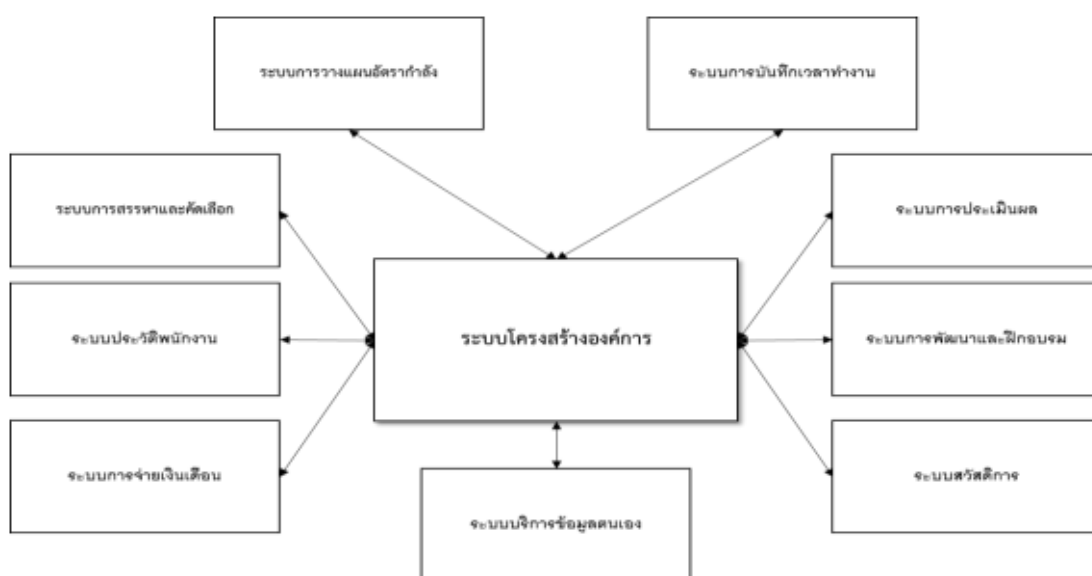 ระบบการวางแผนอัตรากำลัง
ระบบการบันทึกเวลาทำงาน
ระบบการสรรหาและคัดเลือก
ระบบการประเมินผล
ระบบประวัติพนักงาน
ระบบโครงสร้างองค์การ
ระบบการพัฒนาและฝึกอบรม
ระบบการจ่ายเงินเดือน
ระบบสวัสดิการ
ระบบบริการข้อมูลตนเอง